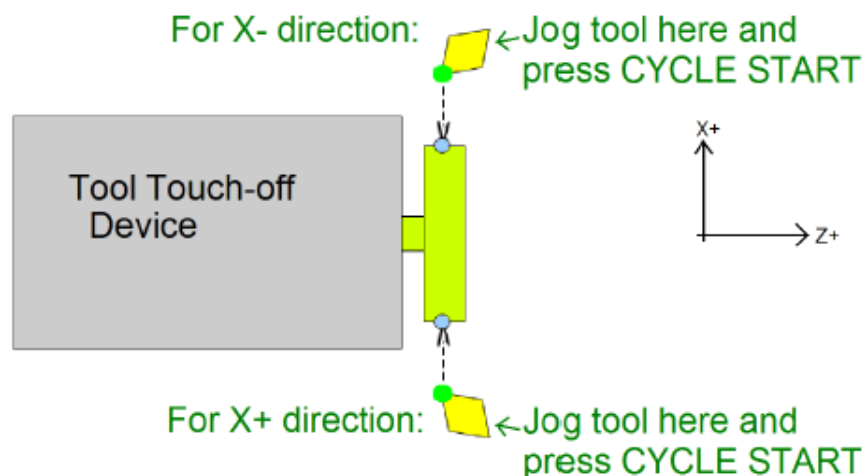 For X- direction:
Jog tool here and
press CYCLE START
Tool Touch-off
Device
X+
Z+
For X+ direction:
Jog tool here and
press CYCLE START